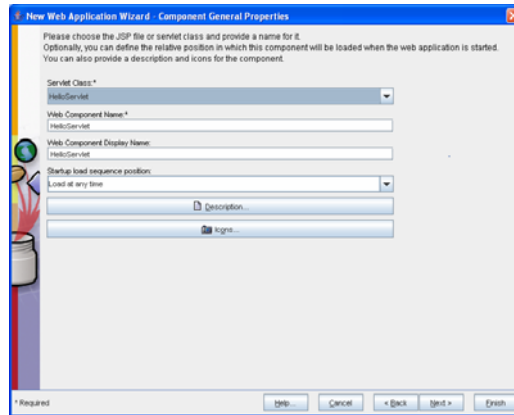 New Web Application Wizard - Component General Properties
Please choose the JSP file or servlet class and provide a name for it.
Optionally, you can define the relative position in which this component will be loaded when the web application is started.
You can also provide a description and icons for the component.
Servlet Class:*
HelloServlet
Web Component Name:*
HelloServlet
Web Component Display Name:
HelloServlet
Startup load sequence position:
Load at any time
Description...
Icons...
* Required
Help...
Cancel
< Back
Next >
Finish